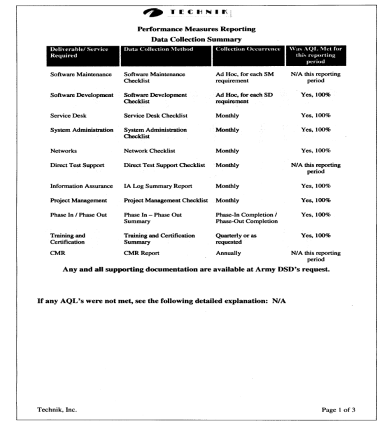 TECHNIK
Performance Measures Reporting
Data Collection Summary
Deliverable/ Service Required
Data Collection Method
Collection Occurrence
Was AQL Met for this reporting period
Software Maintenance
Software Maintenance Checklist
Ad Hoc, for each SM requirement
N/A this reporting period
Software Development
Software Development Checklist
Ad Hoc, for each SD requirement
Yes, 100%
Service Desk
Service Desk Checklist
Monthly
Yes, 100%
System Administration
System Administration Checklist
Monthly
Yes, 100%
Networks
Network Checklist
Monthly
Yes, 100%
Direct Test Support
Direct Test Support Checklist
Monthly
N/A this reporting period
Information Assurance
IA Log Summary Report
Monthly
Yes, 100%
Project Management
Project Management Checklist
Monthly
Yes, 100%
Phase In / Phase Out
Phase In – Phase Out Summary
Phase-In Completion / Phase-Out Completion
Yes, 100%
Training and Certification
Training and Certification Summary
Quarterly or as requested
Yes, 100%
CMR
CMR Report
Annually
N/A this reporting period
Any and all supporting documentation are available at Army DSD's request.
If any AQL's were not met, see the following detailed explanation: N/A
Technik, Inc.
Page 1 of 3